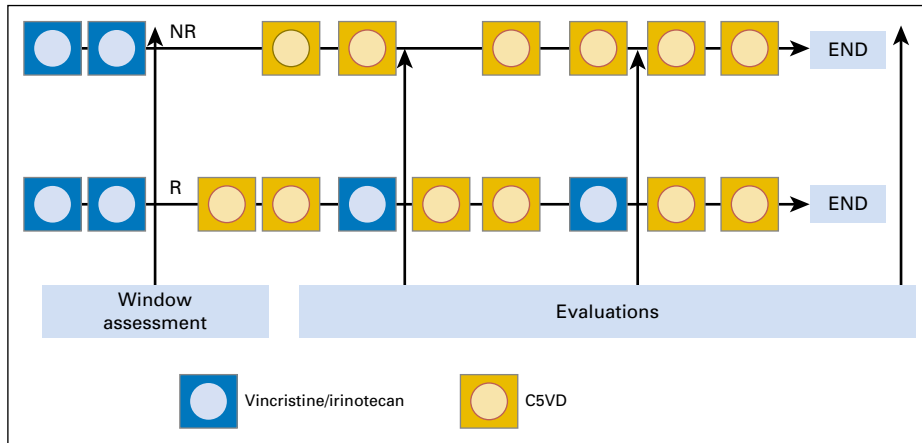 NR
END
R
END
Window
assessment
Evaluations
Vincristine/irinotecan
C5VD